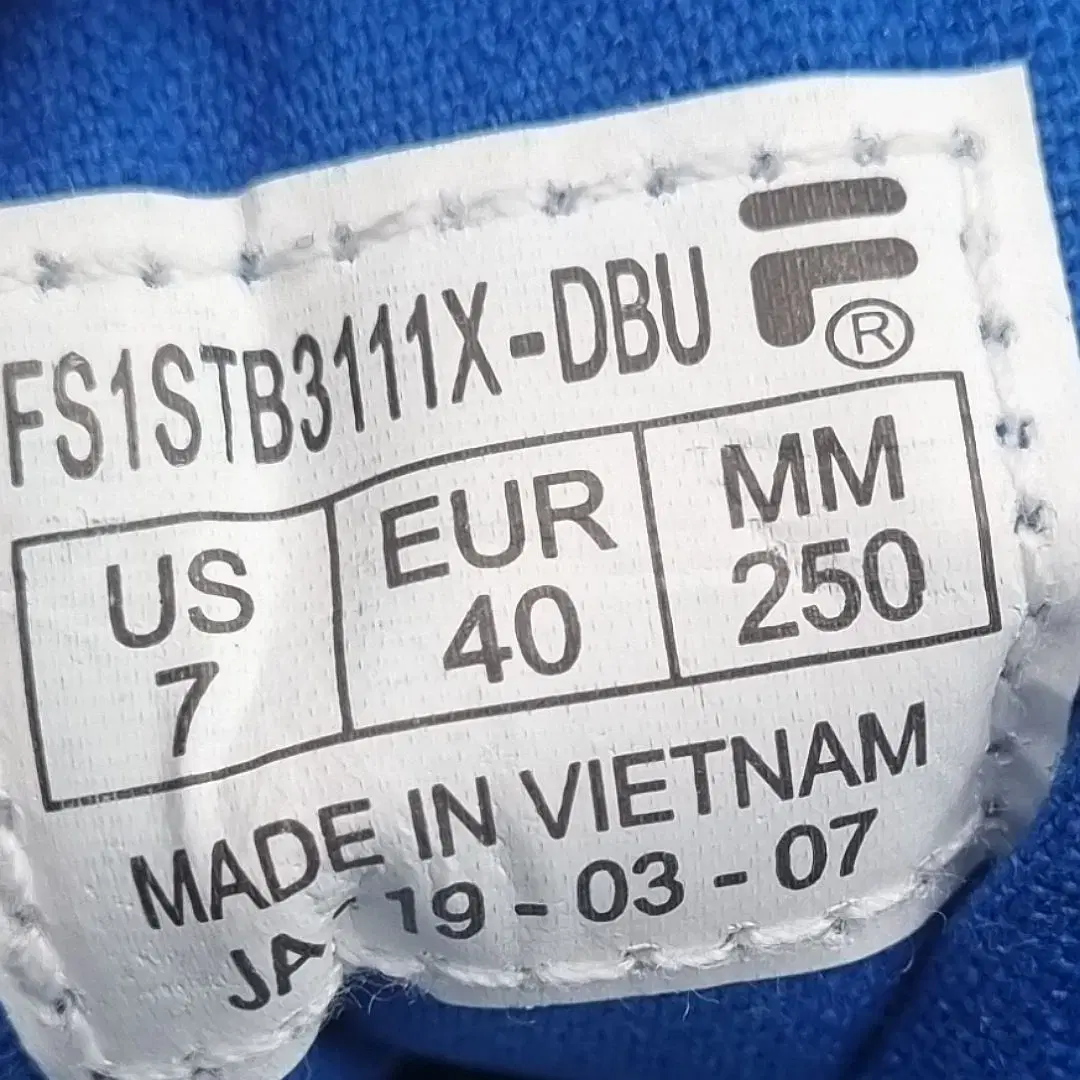 FS1STB3111X-DBU
®
US EUR MM
7 40 250
MADE IN VIETNAM
19 - 03 - 07